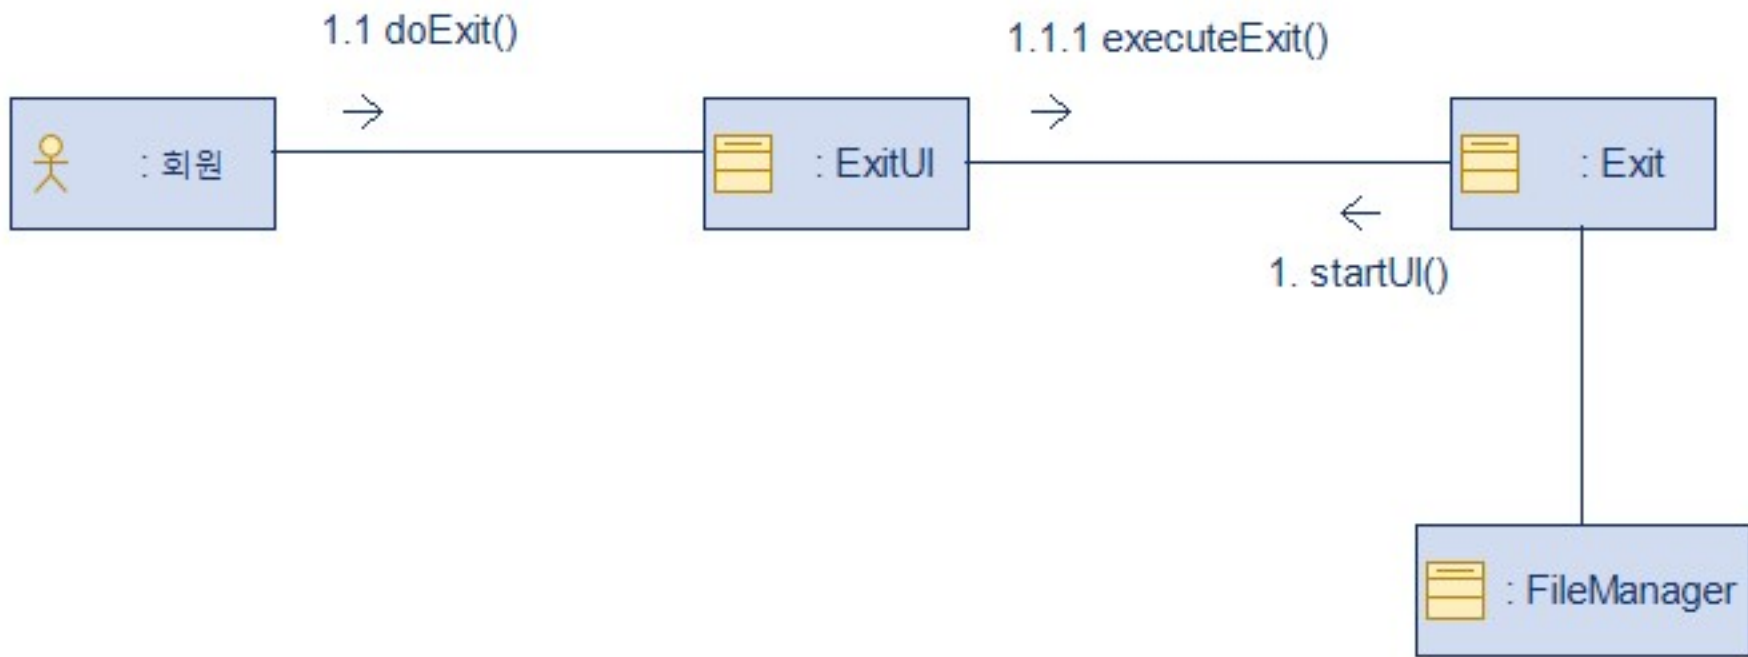 1.1 doExit()
1.1.1 executeExit()
: 회원
: ExitUI
: Exit
1. startUI()
: FileManager